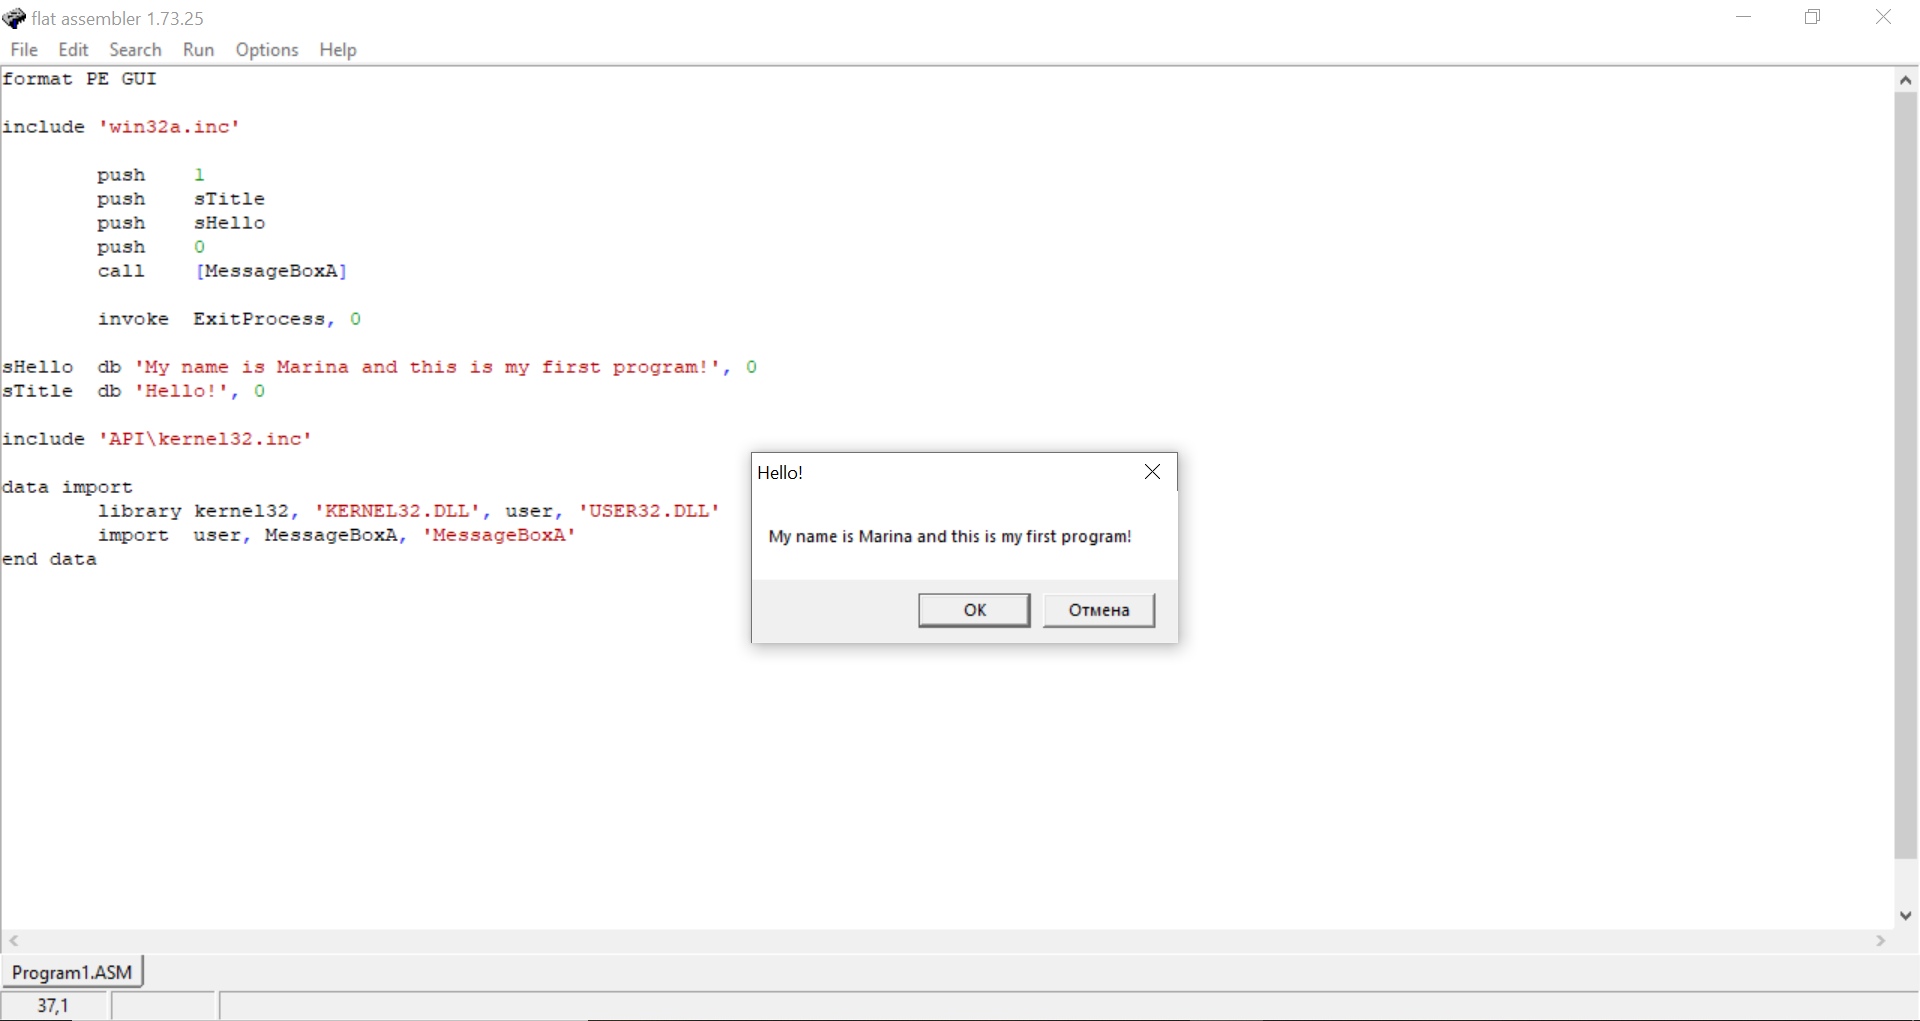 flat assembler 1.73.25
File Edit Search Run Options Help
format PE GUI
include 'win32a.inc'
push 1
push sTitle
push sHello
push 0
call [MessageBoxA]
invoke ExitProcess, 0
sHello db 'My name is Marina and this is my first program!', 0
sTitle db 'Hello!', 0
include 'API\kernel32.inc'
data import
library kernel32, 'KERNEL32.DLL', user, 'USER32.DLL'
import user, MessageBoxA, 'MessageBoxA'
end data
Hello!
My name is Marina and this is my first program!
OK Отмена
Program1.ASM
37,1